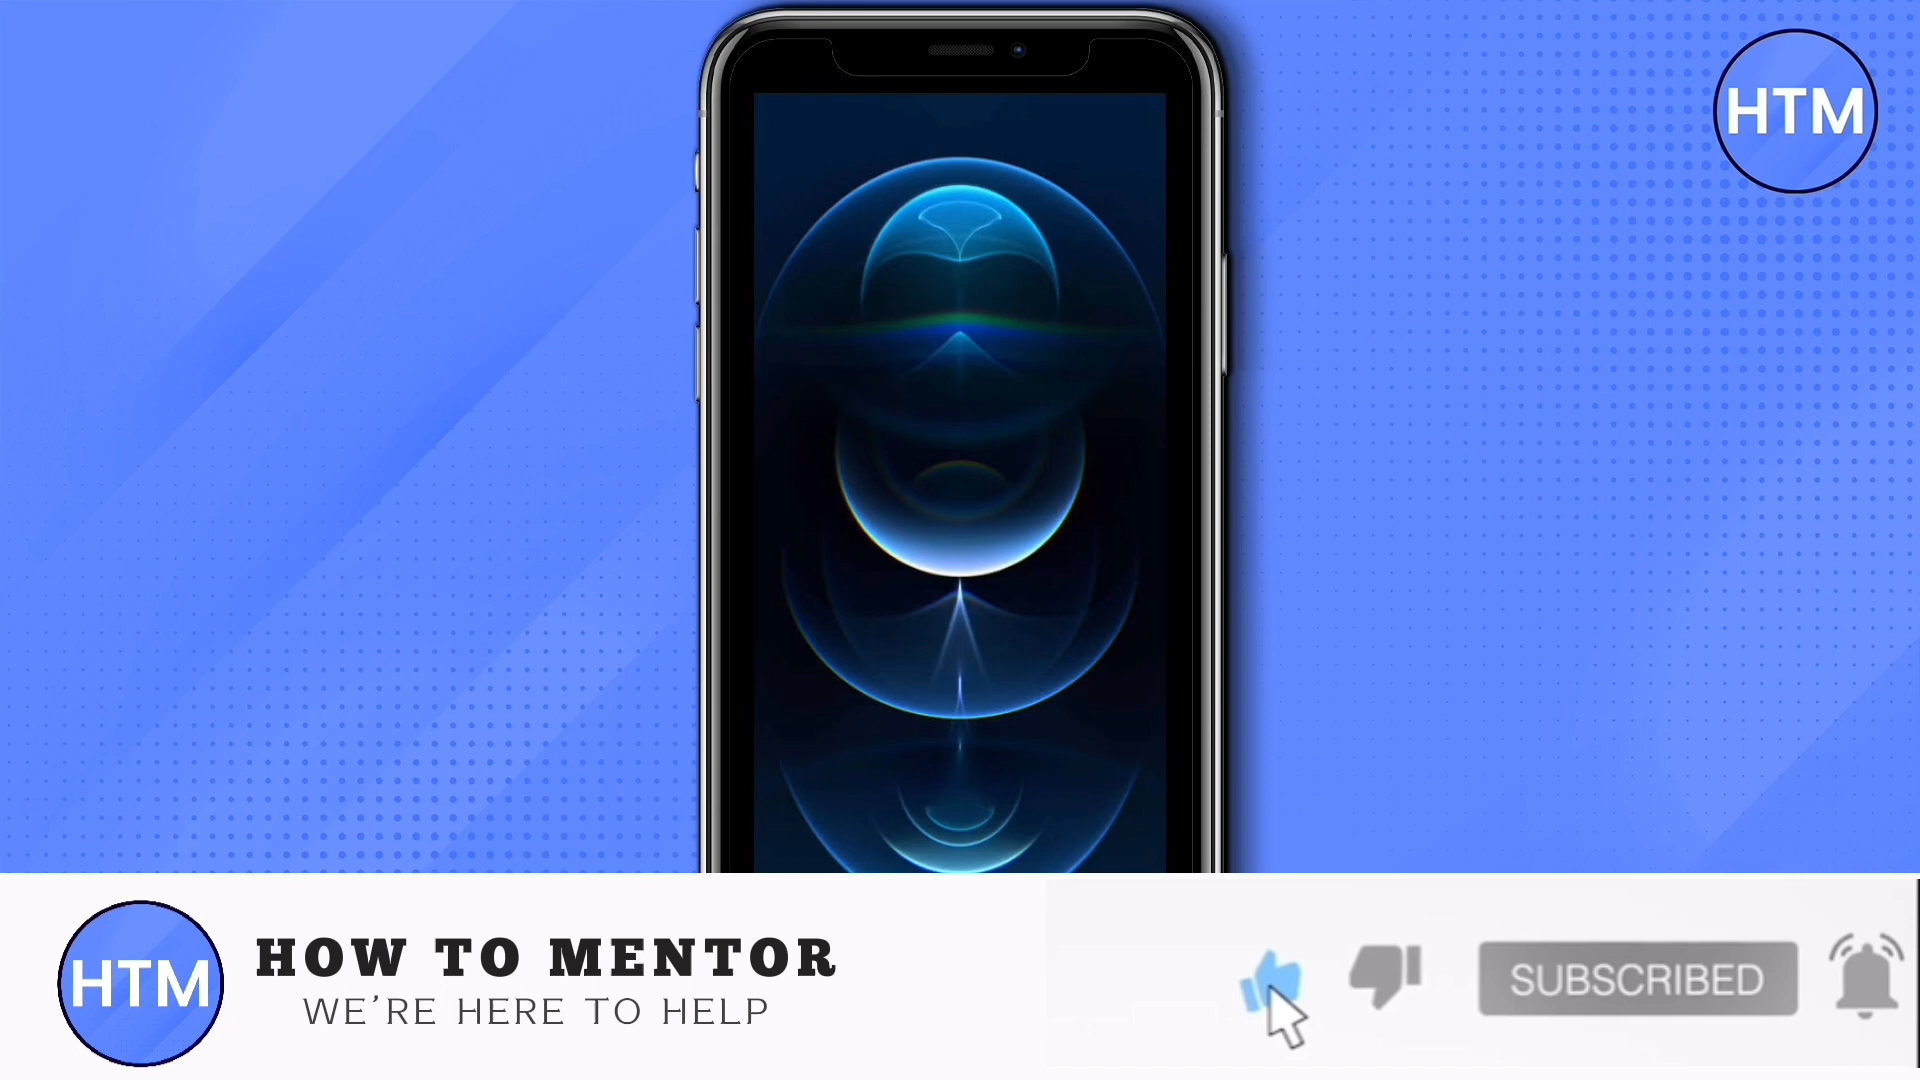 HTM
HTM
HOW TO MENTOR
WE'RE HERE TO HELP
SUBSCRIBED